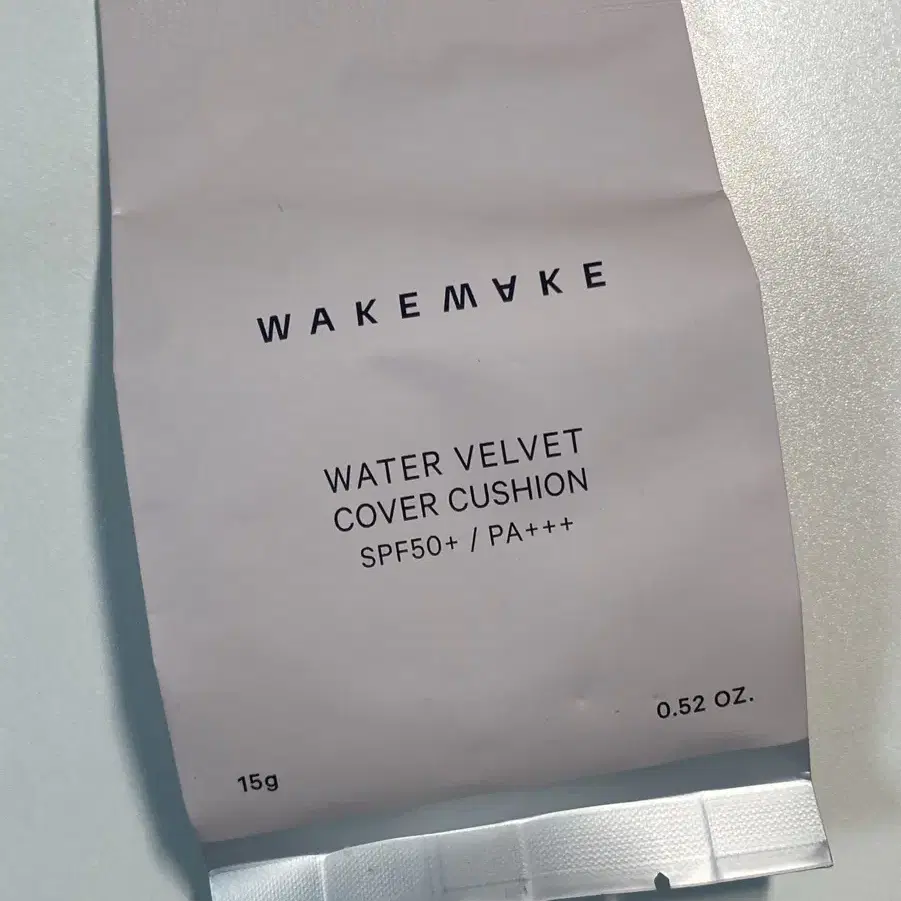 WAKEMAKE
WATER VELVET
COVER CUSHION
SPF50+ / PA+++
0.52 OZ.
15g